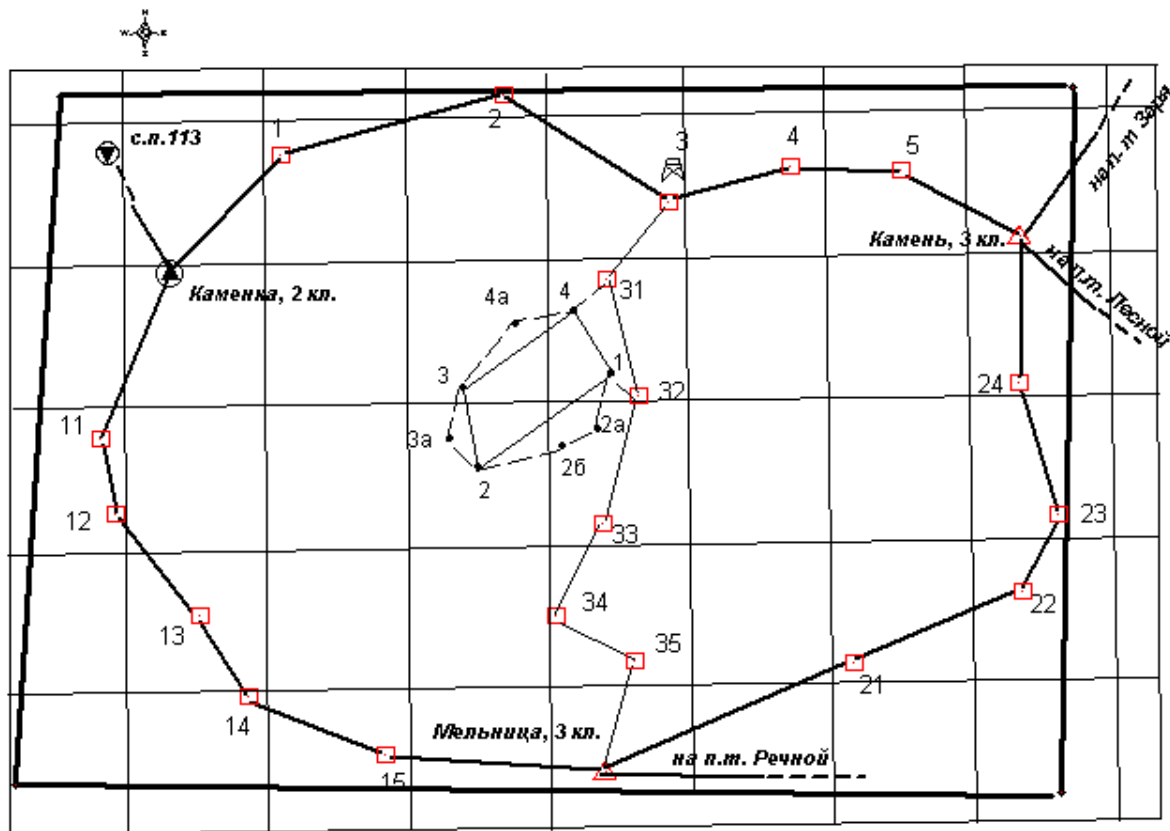 N
W E
с.п.113
1
2
3
4
5
на п. т Заря
Камень, 3 кл.
на п.т. Лесной
Каменка, 2 кл.
31
4а
4
3
1
32
24
11
3а
2а
2б
2
12
33
23
34
22
13
35
21
14
Мельница, 3 кл.
на п.т. Речной
15